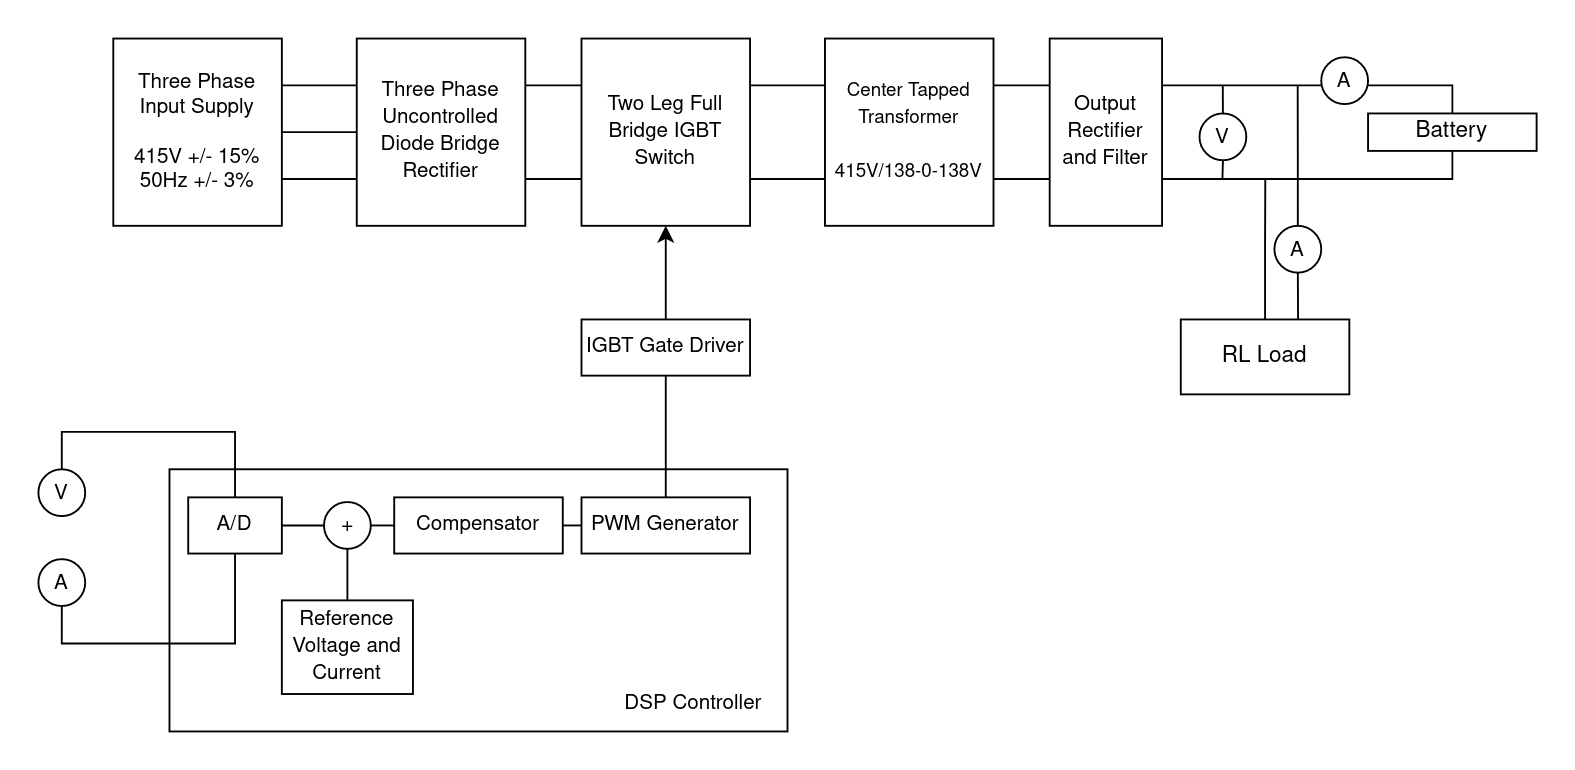 Three Phase
Input Supply
415V +/- 15%
50Hz +/- 3%
Three Phase
Uncontrolled
Diode Bridge
Rectifier
Two Leg Full
Bridge IGBT
Switch
Center Tapped
Transformer
415V/138-0-138V
Output
Rectifier
and Filter
V
A
Battery
A
RL Load
IGBT Gate Driver
V
A
A/D
+
Compensator
PWM Generator
Reference
Voltage and
Current
DSP Controller